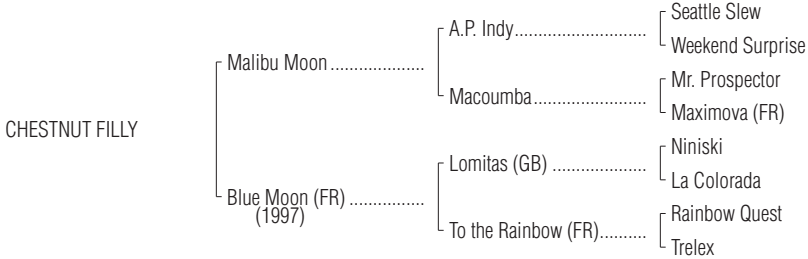 Seattle Slew
A.P. Indy..............................
Weekend Surprise
Malibu Moon .....................
Mr. Prospector
Macoumba..........................
Maximova (FR)
CHESTNUT FILLY
Niniski
Lomitas (GB) .....................
La Colorada
Blue Moon (FR) .................
(1997)
Rainbow Quest
To the Rainbow (FR)..........
Trelex